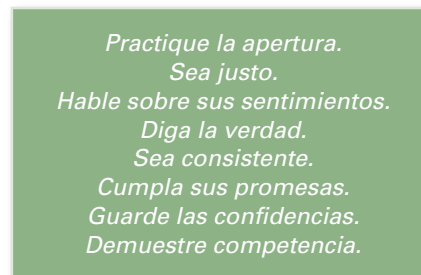 Practique la apertura.
Sea justo.
Hable sobre sus sentimientos.
Diga la verdad.
Sea consistente.
Cumpla sus promesas.
Guarde las confidencias.
Demuestre competencia.